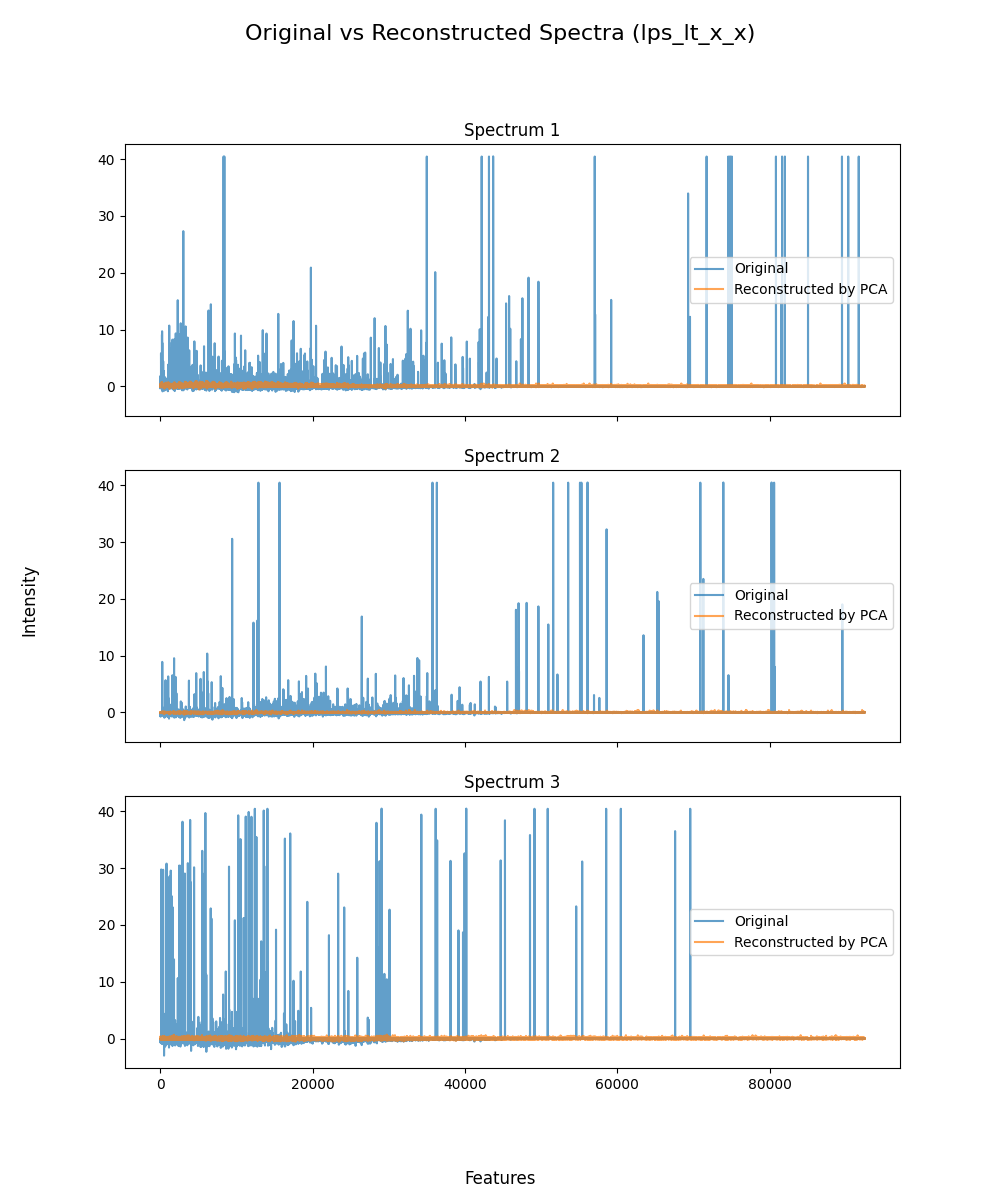 Original vs Reconstructed Spectra (lps_lt_x_x)
Spectrum 1
40
30
20
10
0
Original
Reconstructed by PCA
Spectrum 2
40
30
20
10
0
Original
Reconstructed by PCA
Intensity
Spectrum 3
40
30
20
10
0
Original
Reconstructed by PCA
0 20000 40000 60000 80000
Features